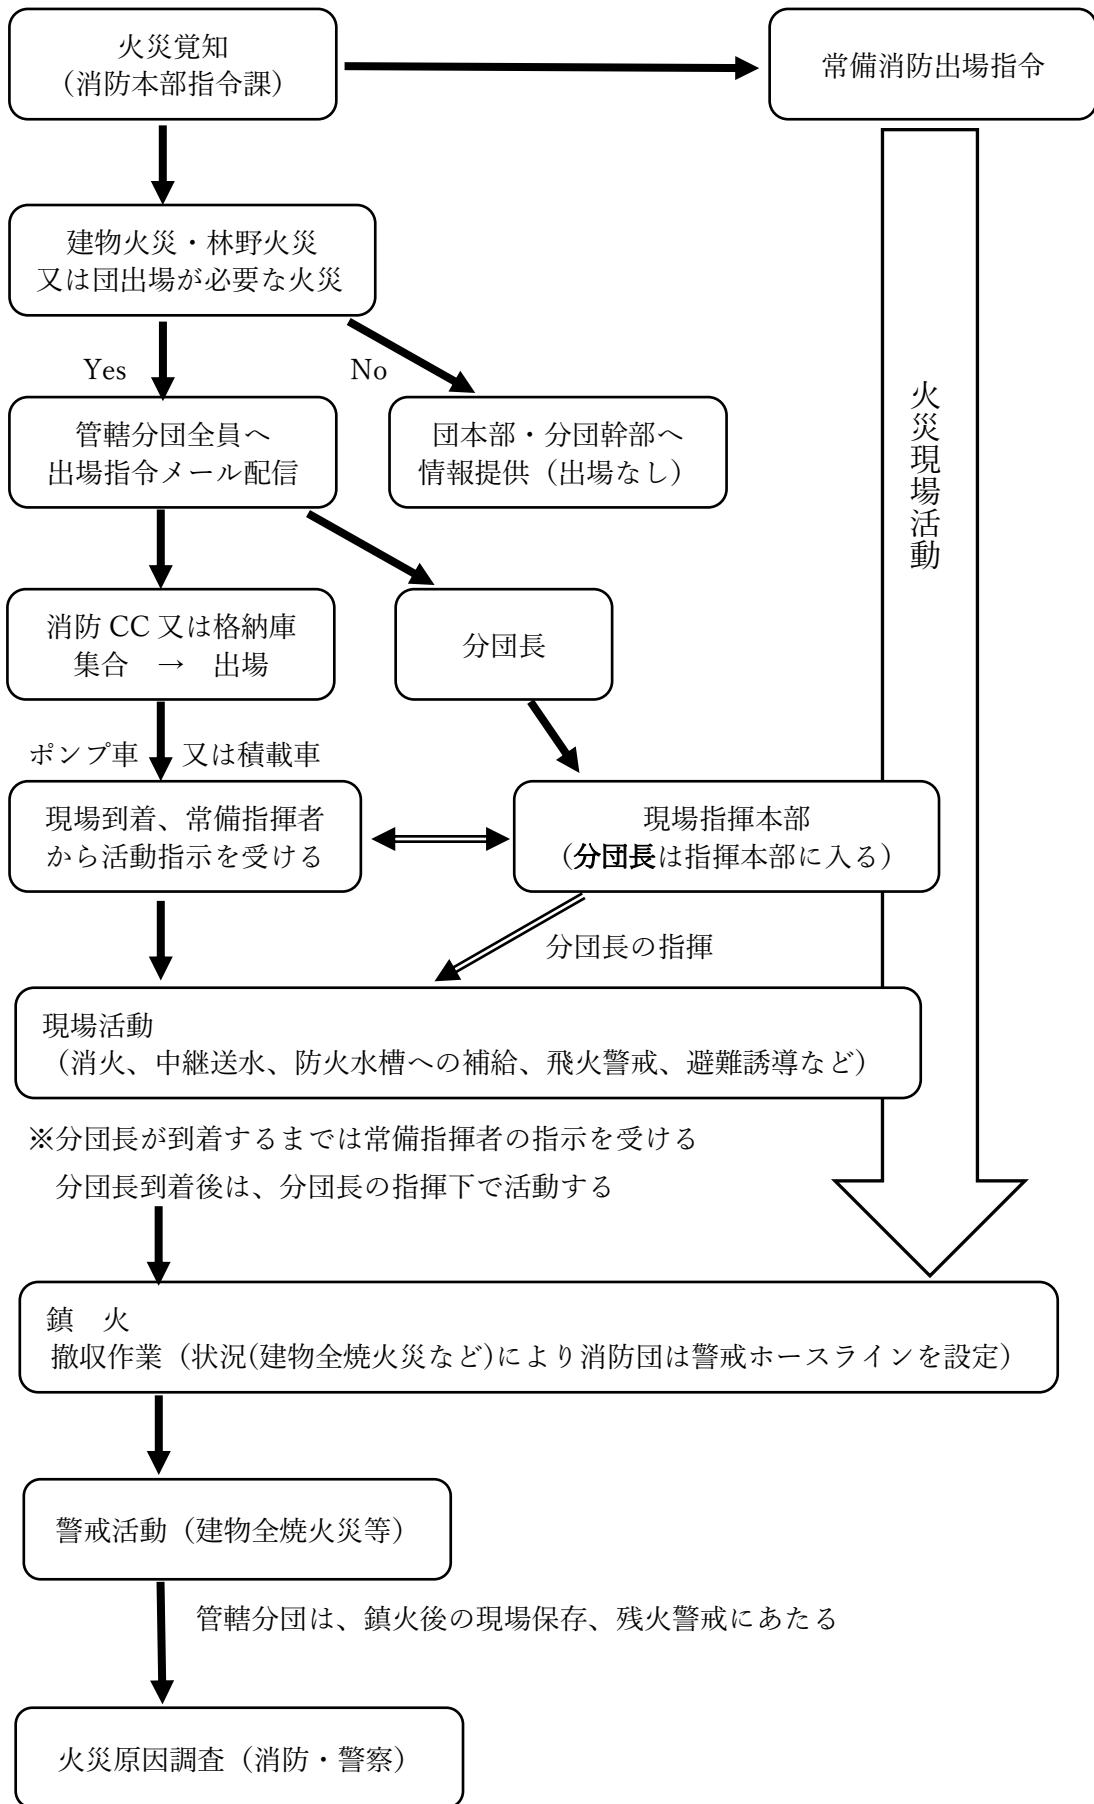 火災覚知
（消防本部指令課）
常備消防出場指令
建物火災・林野火災
又は団出場が必要な火災
Yes
No
管轄分団全員へ
出場指令メール配信
団本部・分団幹部へ
情報提供（出場なし）
火災現場活動
消防 CC 又は格納庫
集合　→　出場
分団長
ポンプ車　又は積載車
現場到着、常備指揮者
から活動指示を受ける
現場指揮本部
（分団長は指揮本部に入る）
分団長の指揮
現場活動
（消火、中継送水、防火水槽への補給、飛火警戒、避難誘導など）
※分団長が到着するまでは常備指揮者の指示を受ける
分団長到着後は、分団長の指揮下で活動する
鎮　火
撤収作業（状況(建物全焼火災など)により消防団は警戒ホースラインを設定）
警戒活動（建物全焼火災等）
管轄分団は、鎮火後の現場保存、残火警戒にあたる
火災原因調査（消防・警察）